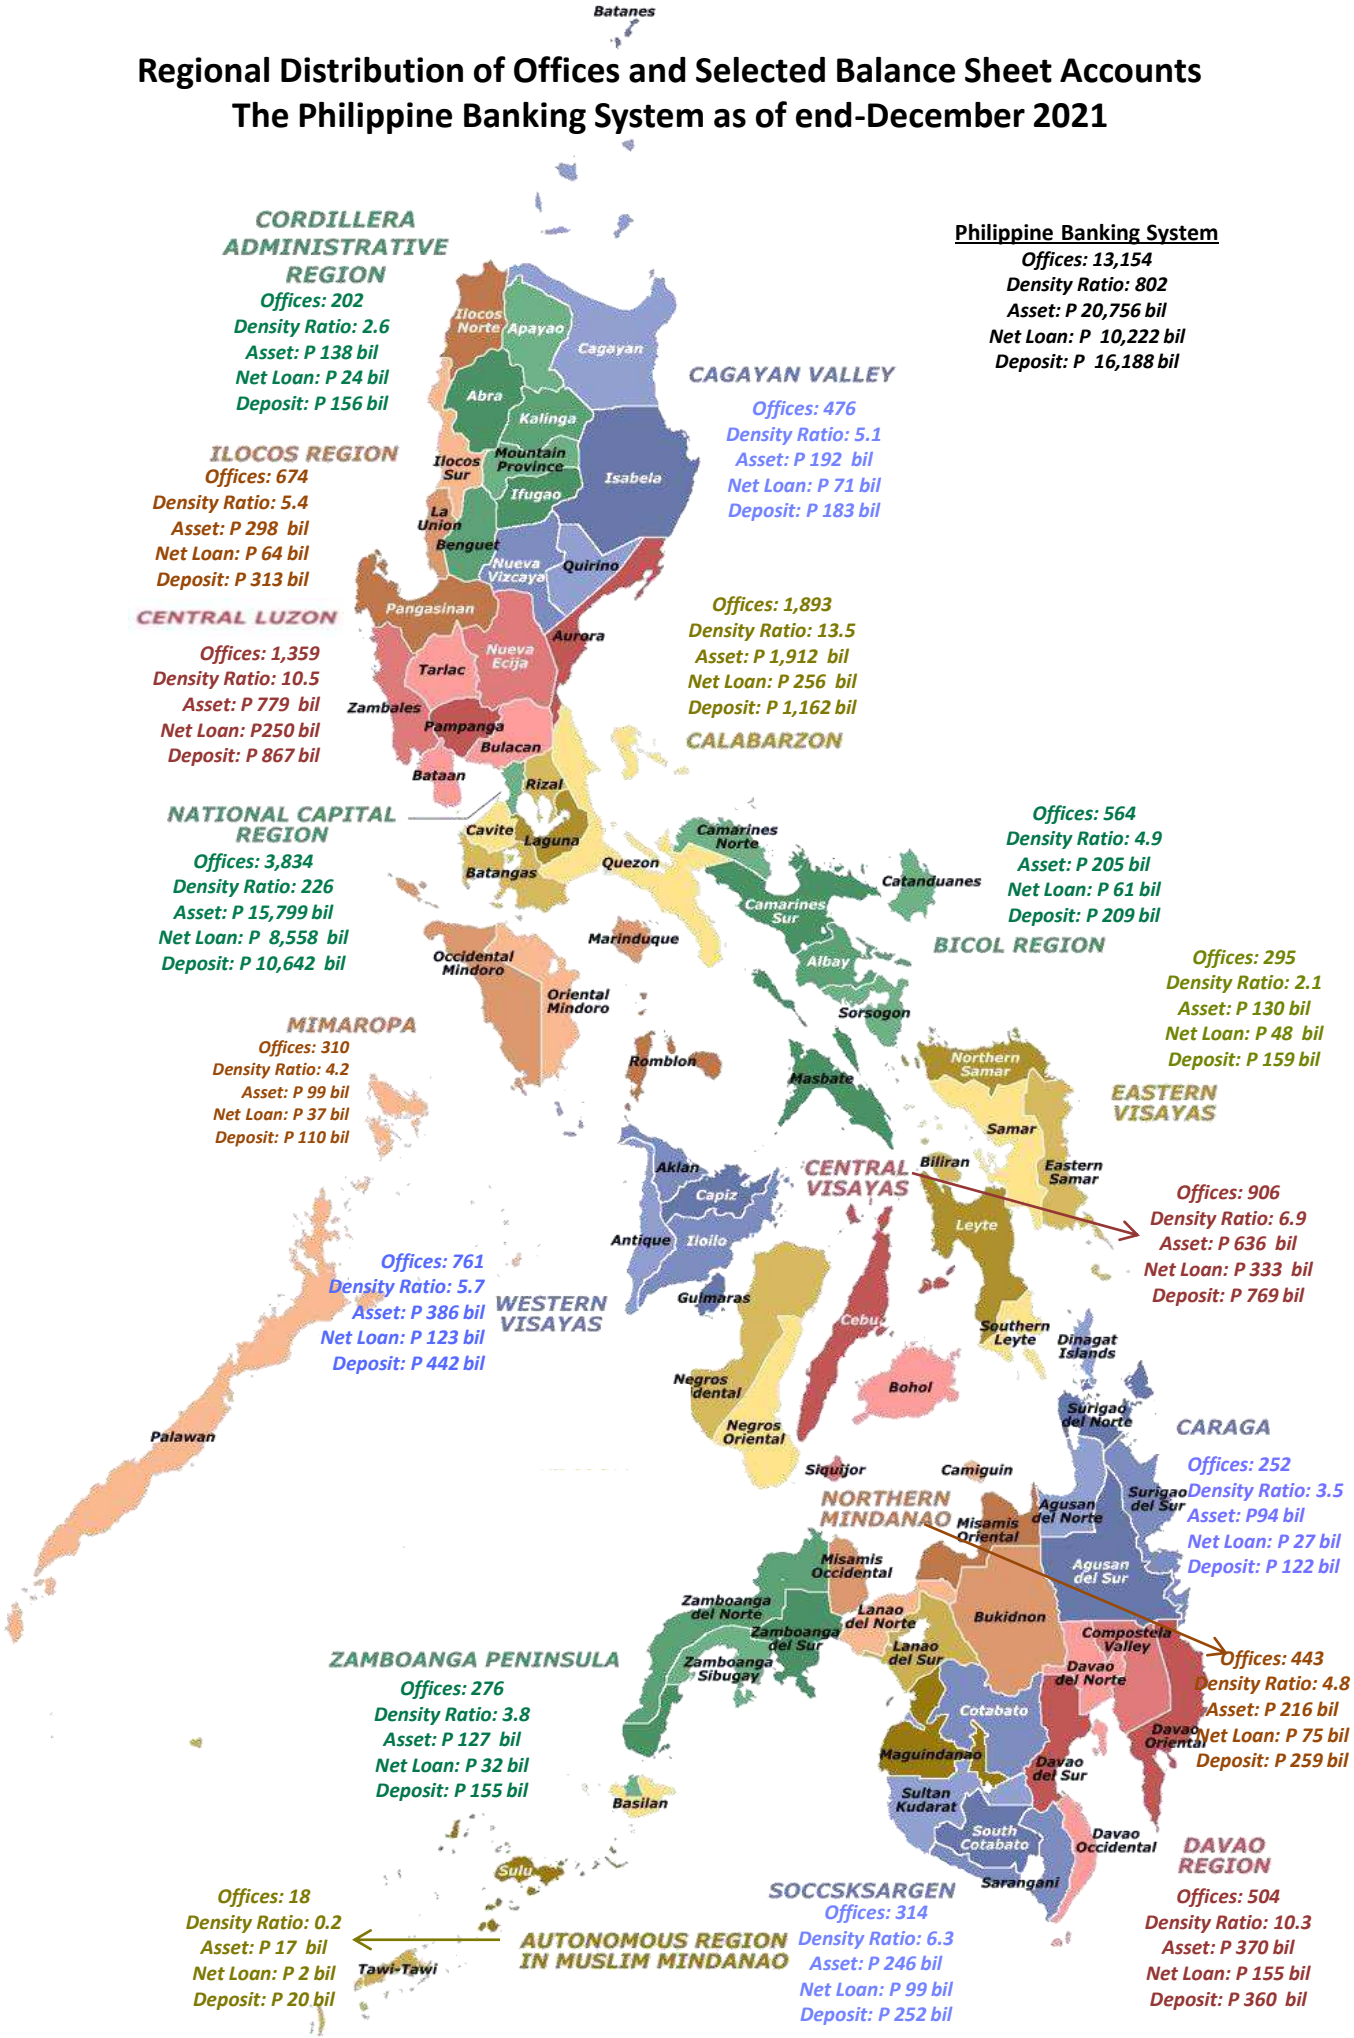 Batanes
Regional Distribution of Offices and Selected Balance Sheet Accounts
The Philippine Banking System as of end-December 2021
Philippine Banking System
Offices: 13,154
Density Ratio: 802
Asset: P 20,756 bil
Net Loan: P 10,222 bil
Deposit: P 16,188 bil
CORDILLERA
ADMINISTRATIVE
REGION
Offices: 202
Density Ratio: 2.6
Asset: P 138 bil
Net Loan: P 24 bil
Deposit: P 156 bil
Ilocos
Norte
Apayao
Cagayan
Abra
Kalinga
CAGAYAN VALLEY
Offices: 476
Density Ratio: 5.1
Asset: P 192 bil
Net Loan: P 71 bil
Deposit: P 183 bil
ILOCOS REGION
Offices: 674
Density Ratio: 5.4
Asset: P 298 bil
Net Loan: P 64 bil
Deposit: P 313 bil
Ilocos
Sur
Mountain
Province
Isabela
Ifugao
La
Union
Benguet
Nueva
Vizcaya
Quirino
Pangasinan
Aurora
CENTRAL LUZON
Offices: 1,359
Density Ratio: 10.5
Asset: P 779 bil
Net Loan: P250 bil
Deposit: P 867 bil
Nueva
Ecija
Tarlac
Zambales
Pampanga
Bulacan
Bataan
Offices: 1,893
Density Ratio: 13.5
Asset: P 1,912 bil
Net Loan: P 256 bil
Deposit: P 1,162 bil
CALABARZON
Rizal
NATIONAL CAPITAL
REGION
Offices: 3,834
Density Ratio: 226
Asset: P 15,799 bil
Net Loan: P 8,558 bil
Deposit: P 10,642 bil
Cavite
Laguna
Batangas
Quezon
Camarines
Norte
Camarines
Sur
Catanduanes
Albay
Sorsogon
Offices: 564
Density Ratio: 4.9
Asset: P 205 bil
Net Loan: P 61 bil
Deposit: P 209 bil
BICOL REGION
Marinduque
Occidental
Mindoro
Oriental
Mindoro
Romblon
Masbate
MIMAROPA
Offices: 310
Density Ratio: 4.2
Asset: P 99 bil
Net Loan: P 37 bil
Deposit: P 110 bil
Offices: 295
Density Ratio: 2.1
Asset: P 130 bil
Net Loan: P 48 bil
Deposit: P 159 bil
EASTERN
VISAYAS
Northern
Samar
Samar
Eastern
Samar
Biliran
Leyte
Southern
Leyte
CENTRAL
VISAYAS
Offices: 906
Density Ratio: 6.9
Asset: P 636 bil
Net Loan: P 333 bil
Deposit: P 769 bil
Aklan
Capiz
Antique
Iloilo
Guimaras
Offices: 761
Density Ratio: 5.7
Asset: P 386 bil
Net Loan: P 123 bil
Deposit: P 442 bil
WESTERN
VISAYAS
Cebu
Bohol
Negros
dental
Negros
Oriental
Siquijor
Palawan
Dinagat
Islands
Surigao
del Norte
CARAGA
Offices: 252
Density Ratio: 3.5
Asset: P94 bil
Net Loan: P 27 bil
Deposit: P 122 bil
Camiguin
NORTHERN
MINDANAO
Misamis
Oriental
Agusan
del Norte
Surigao
del Sur
Agusan
del Sur
Misamis
Occidental
Lanao
del Norte
Bukidnon
Lanao
del Sur
Compostela
Valley
Davao
del Norte
Offices: 443
Density Ratio: 4.8
Asset: P 216 bil
Net Loan: P 75 bil
Deposit: P 259 bil
Zamboanga
del Norte
Zamboanga
del Sur
Zamboanga
Sibugay
ZAMBOANGA PENINSULA
Offices: 276
Density Ratio: 3.8
Asset: P 127 bil
Net Loan: P 32 bil
Deposit: P 155 bil
Cotabato
Maguindanao
Davao
Oriental
Davao
del Sur
Basilan
Sultan
Kudarat
South
Cotabato
Davao
Occidental
Sarangani
DAVAO
REGION
Offices: 504
Density Ratio: 10.3
Asset: P 370 bil
Net Loan: P 155 bil
Deposit: P 360 bil
Sulu
SOCCSKSARGEN
Offices: 314
Density Ratio: 6.3
Asset: P 246 bil
Net Loan: P 99 bil
Deposit: P 252 bil
AUTONOMOUS REGION
IN MUSLIM MINDANAO
Offices: 18
Density Ratio: 0.2
Asset: P 17 bil
Net Loan: P 2 bil
Deposit: P 20 bil
Tawi-Tawi